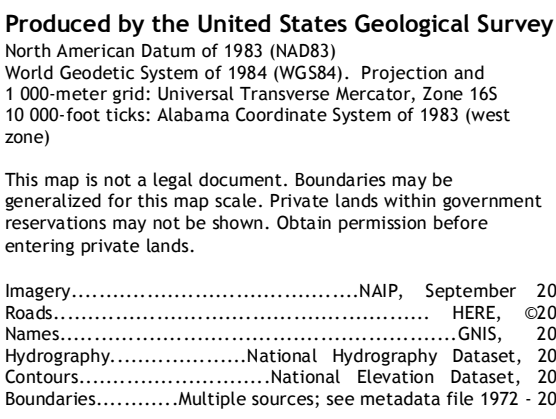 Produced by the United States Geological Survey
North American Datum of 1983 (NAD83)
World Geodetic System of 1984 (WGS84). Projection and
1 000-meter grid: Universal Transverse Mercator, Zone 16S
10 000-foot ticks: Alabama Coordinate System of 1983 (west
zone)
This map is not a legal document. Boundaries may be
generalized for this map scale. Private lands within government
reservations may not be shown. Obtain permission before
entering private lands.
Imagery..........................................NAIP, September 20
Roads....................................................... HERE, ©20
Names..........................................................GNIS, 20
Hydrography....................National Hydrography Dataset, 20
Contours............................National Elevation Dataset, 20
Boundaries............Multiple sources; see metadata file 1972 - 20